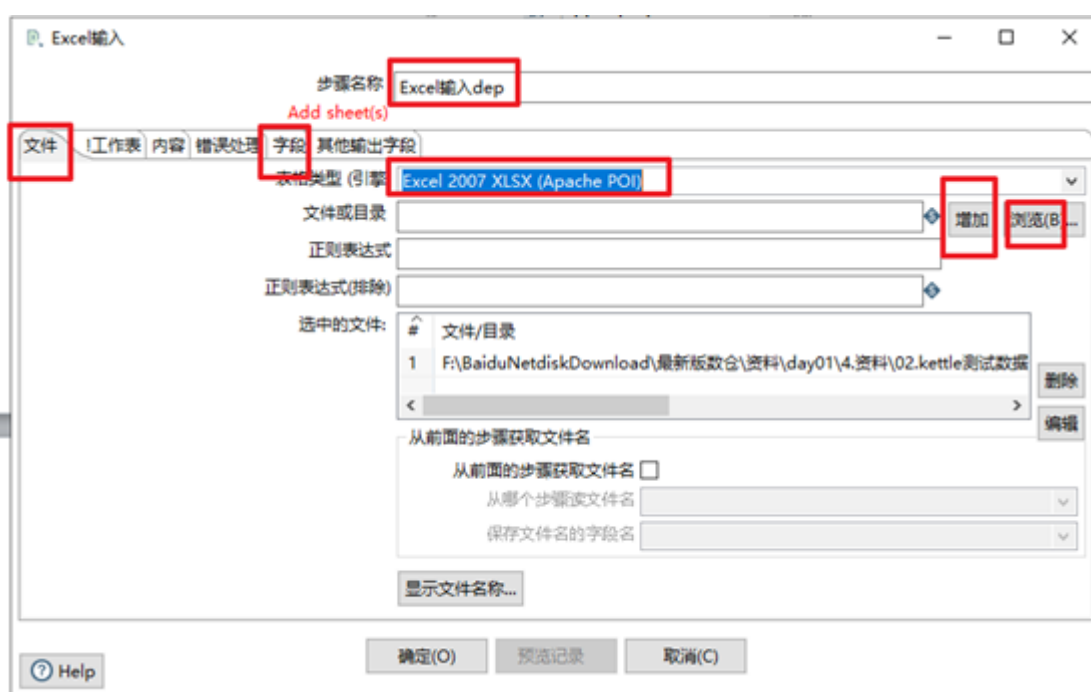 Excel输入
步骤名称 Excel输入dep
Add sheet(s)
文件 !工作表 内容 错误处理 字段 其他输出字段
表格类型 (引擎 Excel 2007 XLSX (Apache POI)
文件或目录 增加 浏览(B)...
正则表达式
正则表达式(排除)
选中的文件: # 文件/目录
1 F:\BaiduNetdiskDownload\最新版数仓\资料\day01\4.资料\02.kettle测试数据
删除
编辑
从前面的步骤获取文件名
从前面的步骤获取文件名
从哪个步骤读文件名
保存文件名的字段名
显示文件名称...
Help 确定(O) 预览记录 取消(C)